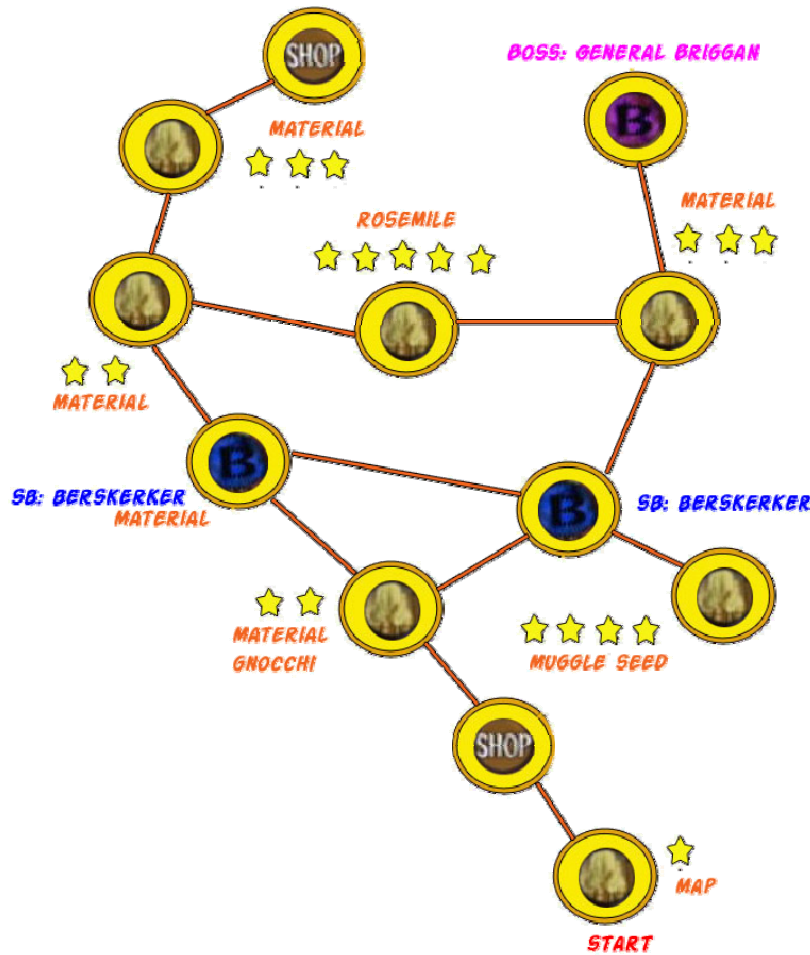 SHOP
BOSS: GENERAL BRIGGAN
B
MATERIAL
MATERIAL
ROSEMILE
MATERIAL
B
SB: BERSKERKER
MATERIAL
B
SB: BERSKERKER
MATERIAL
GNOCCHI
MUGGLE SEED
SHOP
MAP
START